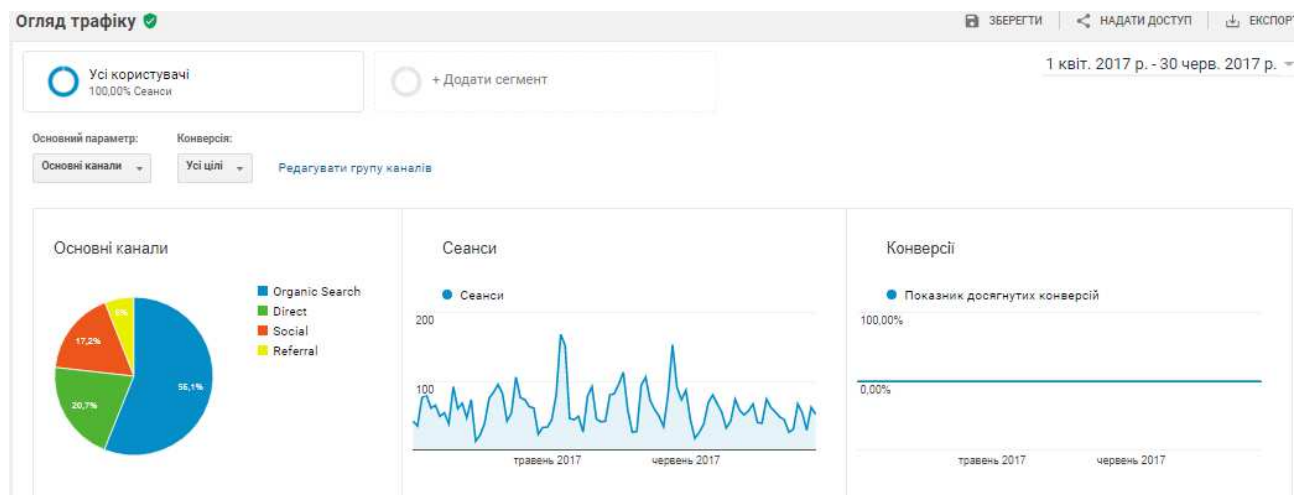 Огляд трафіку
ЗБЕРЕГТИ
НАДАТИ ДОСТУП
ЕКСПОРТ
Усі користувачі
100,00% Сеанси
+ Додати сегмент
1 квіт. 2017 р. - 30 черв. 2017 р.
Основний параметр:
Конверсія:
Основні канали
Усі цілі
Редагувати групу каналів
Основні канали
Organic Search
Direct
Social
Referral
6%
17,2%
56,1%
20,7%
Сеанси
Сеанси
200
100
травень 2017
червень 2017
Конверсії
Показник досягнутих конверсій
100,00%
0,00%
травень 2017
червень 2017